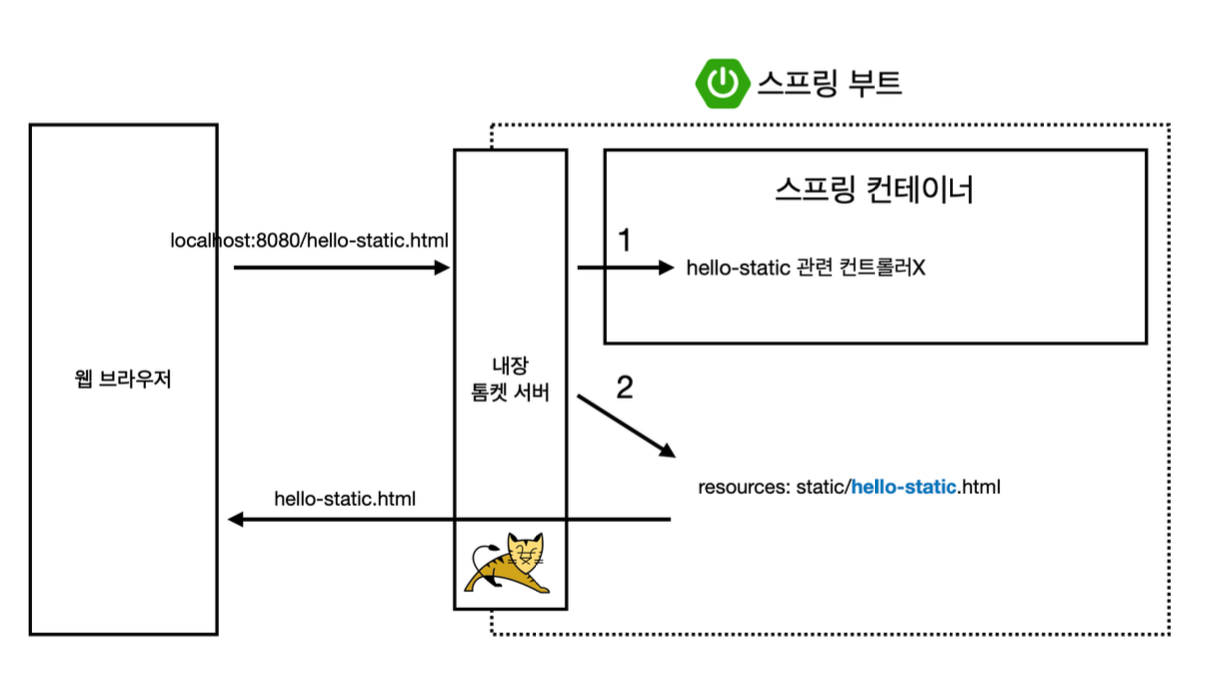 스프링 부트
스프링 컨테이너
localhost:8080/hello-static.html
1
hello-static 관련 컨트롤러X
웹 브라우저
내장
톰켓 서버
2
resources: static/hello-static.html
hello-static.html